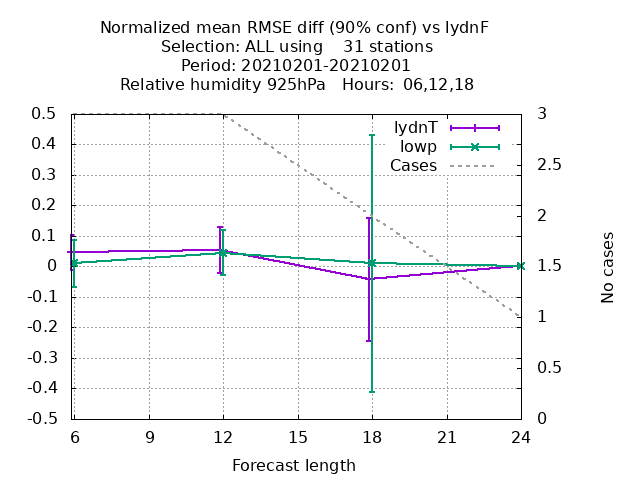 Normalized mean RMSE diff (90% conf) vs lydnF
Selection: ALL using    31 stations
Period: 20210201-20210201
Relative humidity 925hPa   Hours:  06,12,18
0.5
0.4
0.3
0.2
0.1
0
-0.1
-0.2
-0.3
-0.4
-0.5
lydnT
lowp
Cases
3
2.5
2
1.5
1
0.5
0
No cases
6 9 12 15 18 21 24
Forecast length